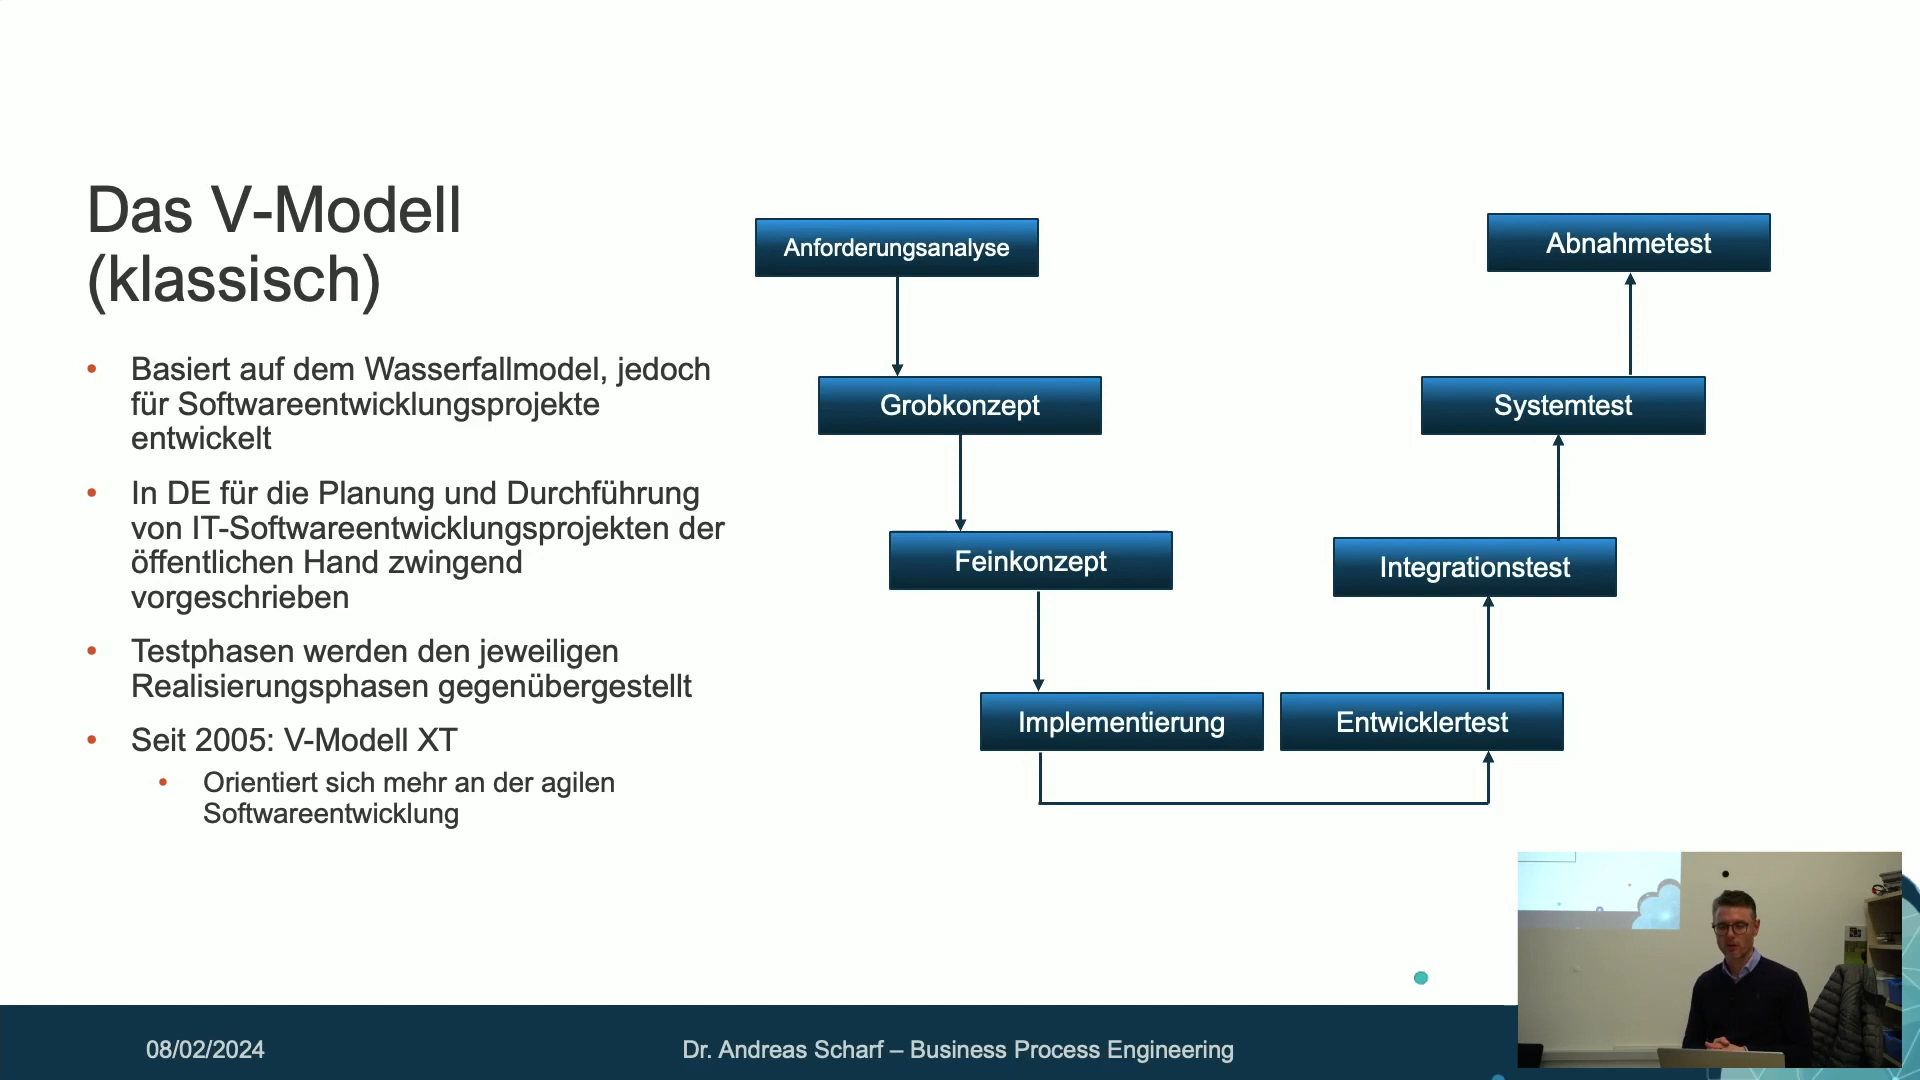 Das V-Modell
(klassisch)
• Basiert auf dem Wasserfallmodel, jedoch
für Softwareentwicklungsprojekte
entwickelt
• In DE für die Planung und Durchführung
von IT-Softwareentwicklungsprojekten der
öffentlichen Hand zwingend
vorgeschrieben
• Testphasen werden den jeweiligen
Realisierungsphasen gegenübergestellt
• Seit 2005: V-Modell XT
• Orientiert sich mehr an der agilen
Softwareentwicklung
Anforderungsanalyse
Grobkonzept
Feinkonzept
Implementierung
Entwicklertest
Integrationstest
Systemtest
Abnahmetest
08/02/2024
Dr. Andreas Scharf – Business Process Engineering